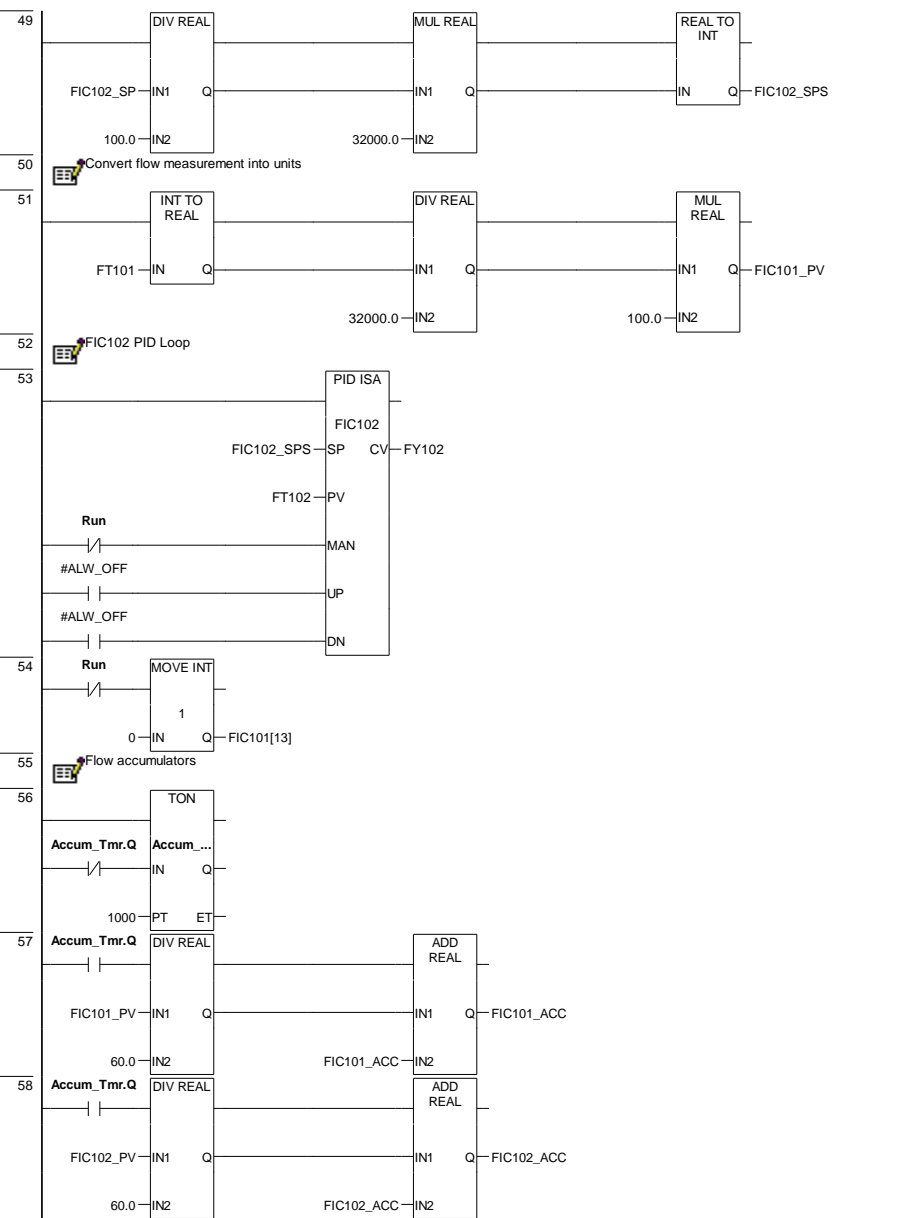 49
DIV REAL MUL REAL REAL TO
INT
FIC102_SP IN1 Q IN1 Q IN Q FIC102_SPS
100.0 IN2 32000.0 IN2
50 Convert flow measurement into units
51 INT TO DIV REAL MUL
REAL REAL
FT101 IN Q IN1 Q IN1 Q FIC101_PV
32000.0 IN2 100.0 IN2
52 FIC102 PID Loop
53 PID ISA
FIC102
FIC102_SPS SP CV FY102
FT102 PV
Run
MAN
#ALW_OFF
UP
#ALW_OFF
DN
54 Run MOVE INT
1
0 IN Q FIC101[13]
55 Flow accumulators
56 TON
Accum_Tmr.Q Accum_...
IN Q
1000 PT ET
57 Accum_Tmr.Q DIV REAL ADD
REAL
FIC101_PV IN1 Q IN1 Q FIC101_ACC
60.0 IN2 FIC101_ACC IN2
58 Accum_Tmr.Q DIV REAL ADD
REAL
FIC102_PV IN1 Q IN1 Q FIC102_ACC
60.0 IN2 FIC102_ACC IN2